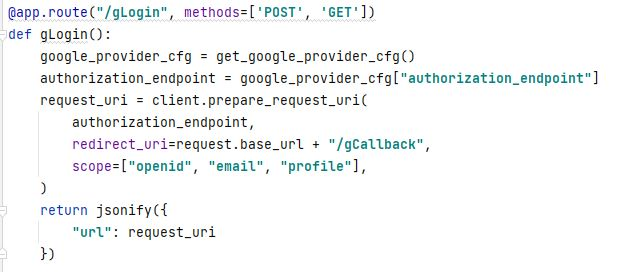 @app.route("/gLogin", methods=['POST', 'GET'])
def gLogin():
    google_provider_cfg = get_google_provider_cfg()
    authorization_endpoint = google_provider_cfg["authorization_endpoint"]
    request_uri = client.prepare_request_uri(
        authorization_endpoint,
        redirect_uri=request.base_url + "/gCallback",
        scope=["openid", "email", "profile"],
    )
    return jsonify({
        "url": request_uri
    })